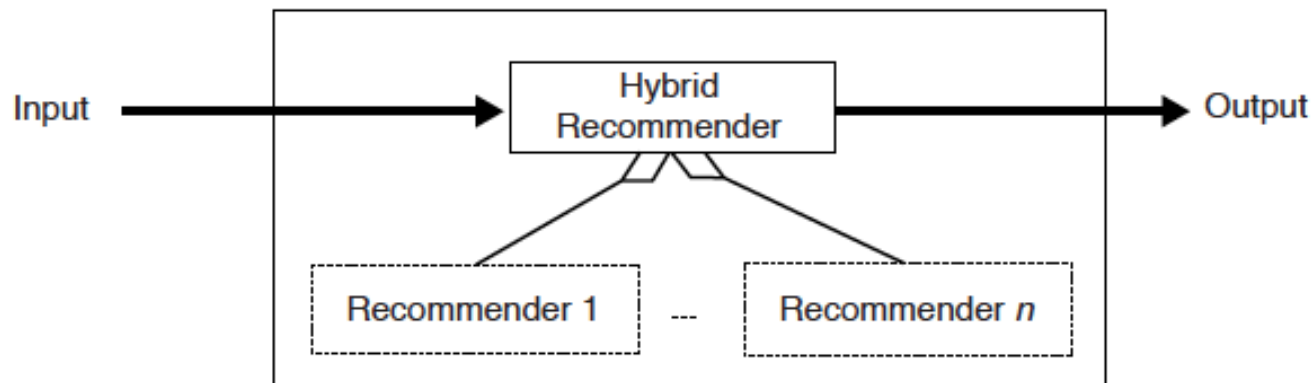 Input
Hybrid
Recommender
Output
Recommender 1
---
Recommender n